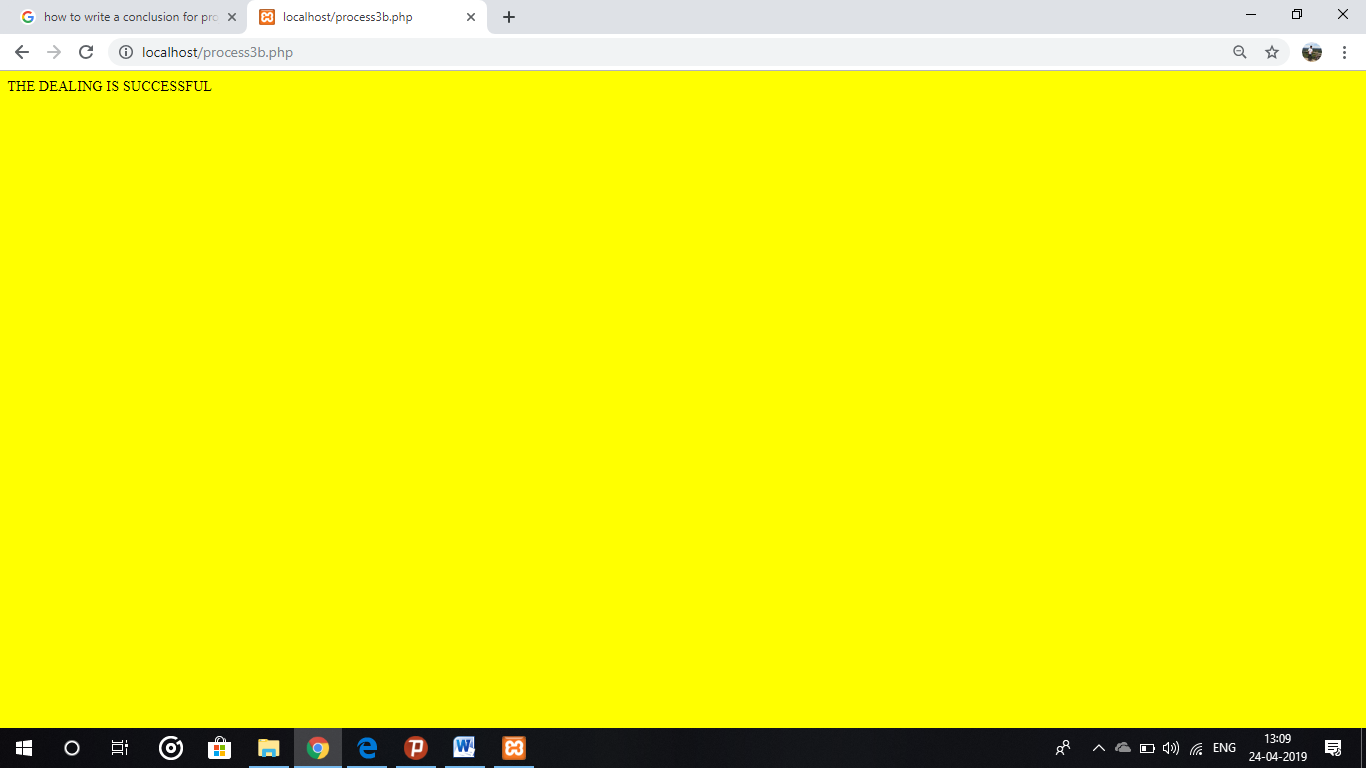 how to write a conclusion for pro
localhost/process3b.php
localhost/process3b.php
THE DEALING IS SUCCESSFUL
ENG
13:09
24-04-2019